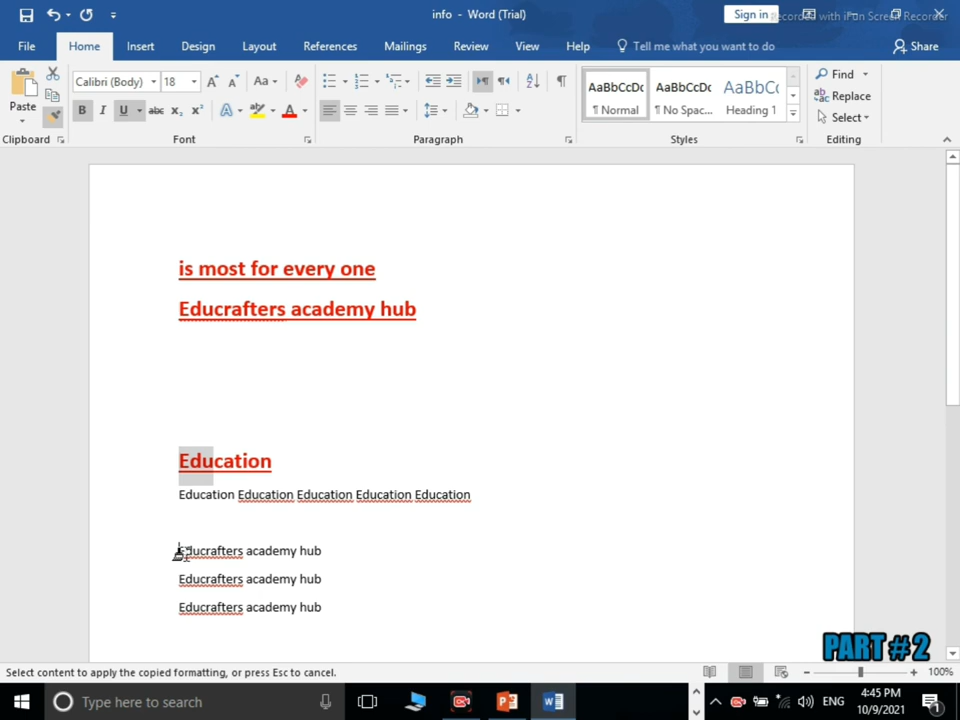 info - Word (Trial)
Sign in
Recorded with iFun Screen Recorder
File Home Insert Design Layout References Mailings Review View Help Tell me what you want to do Share
Calibri (Body) 18 Aa
Paste
B I U abc x₂ x² A A
AaBbCcDc AaBbCcDc AaBbCc
¶ Normal ¶ No Spac... Heading 1
Find
Replace
Select
Clipboard Font Paragraph Styles Editing
is most for every one
Educrafters academy hub
Education
Education Education Education Education Education
Educrafters academy hub
Educrafters academy hub
Educrafters academy hub
PART # 2
Select content to apply the copied formatting, or press Esc to cancel.
100%
Type here to search
ENG
4:45 PM
10/9/2021
1